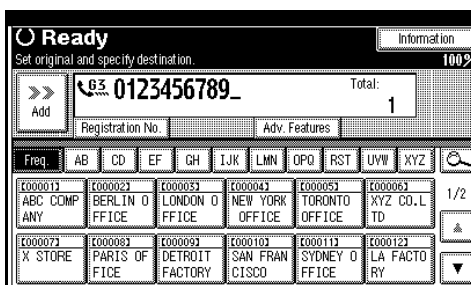 Ready
Information
Set original and specify destination.
100%
Add
G3 0123456789_
Total:
1
Registration No.
Adv. Features
Freq. AB CD EF GH IJK LMN OPQ RST UVW XYZ
[00001] [00002] [00003] [00004] [00005] [00006]
ABC COMP BERLIN O LONDON O NEW YORK TORONTO XYZ CO.L
ANY FFICE FFICE OFFICE OFFICE TD
1/2
[00007] [00008] [00009] [00010] [00011] [00012]
X STORE PARIS OF DETROIT SAN FRAN SYDNEY O LA FACTO
FICE FACTORY CISCO FFICE RY